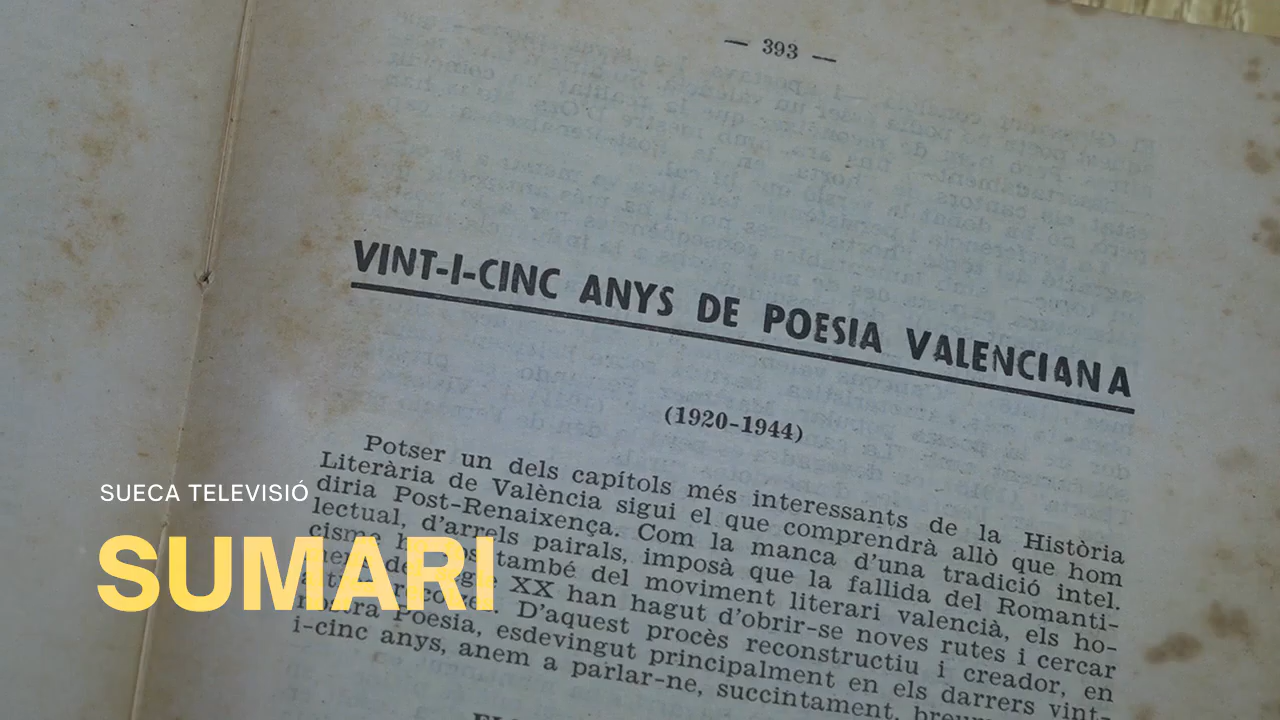 — 393 —
VINT-I-CINC ANYS DE POESIA VALENCIANA
(1920-1944)
Potser un dels capítols més interessants de la Història
Literària de València sigui el que comprendrà allò que hom
diria Post-Renaixença. Com la manca d'una tradició intel.
lectual, d'arrels pairals, imposà que la fallida del Romanti-
cisme també del moviment literari valencià, els ho-
XX han hagut d'obrir-se noves rutes i cercar
D'aquest procès reconstructiu i creador, en
nostra Poesia, esdevingut principalment en els darrers vint-
i-cinc anys, anem a parlar-ne, succintament,
SUECA TELEVISIÓ
SUMARI